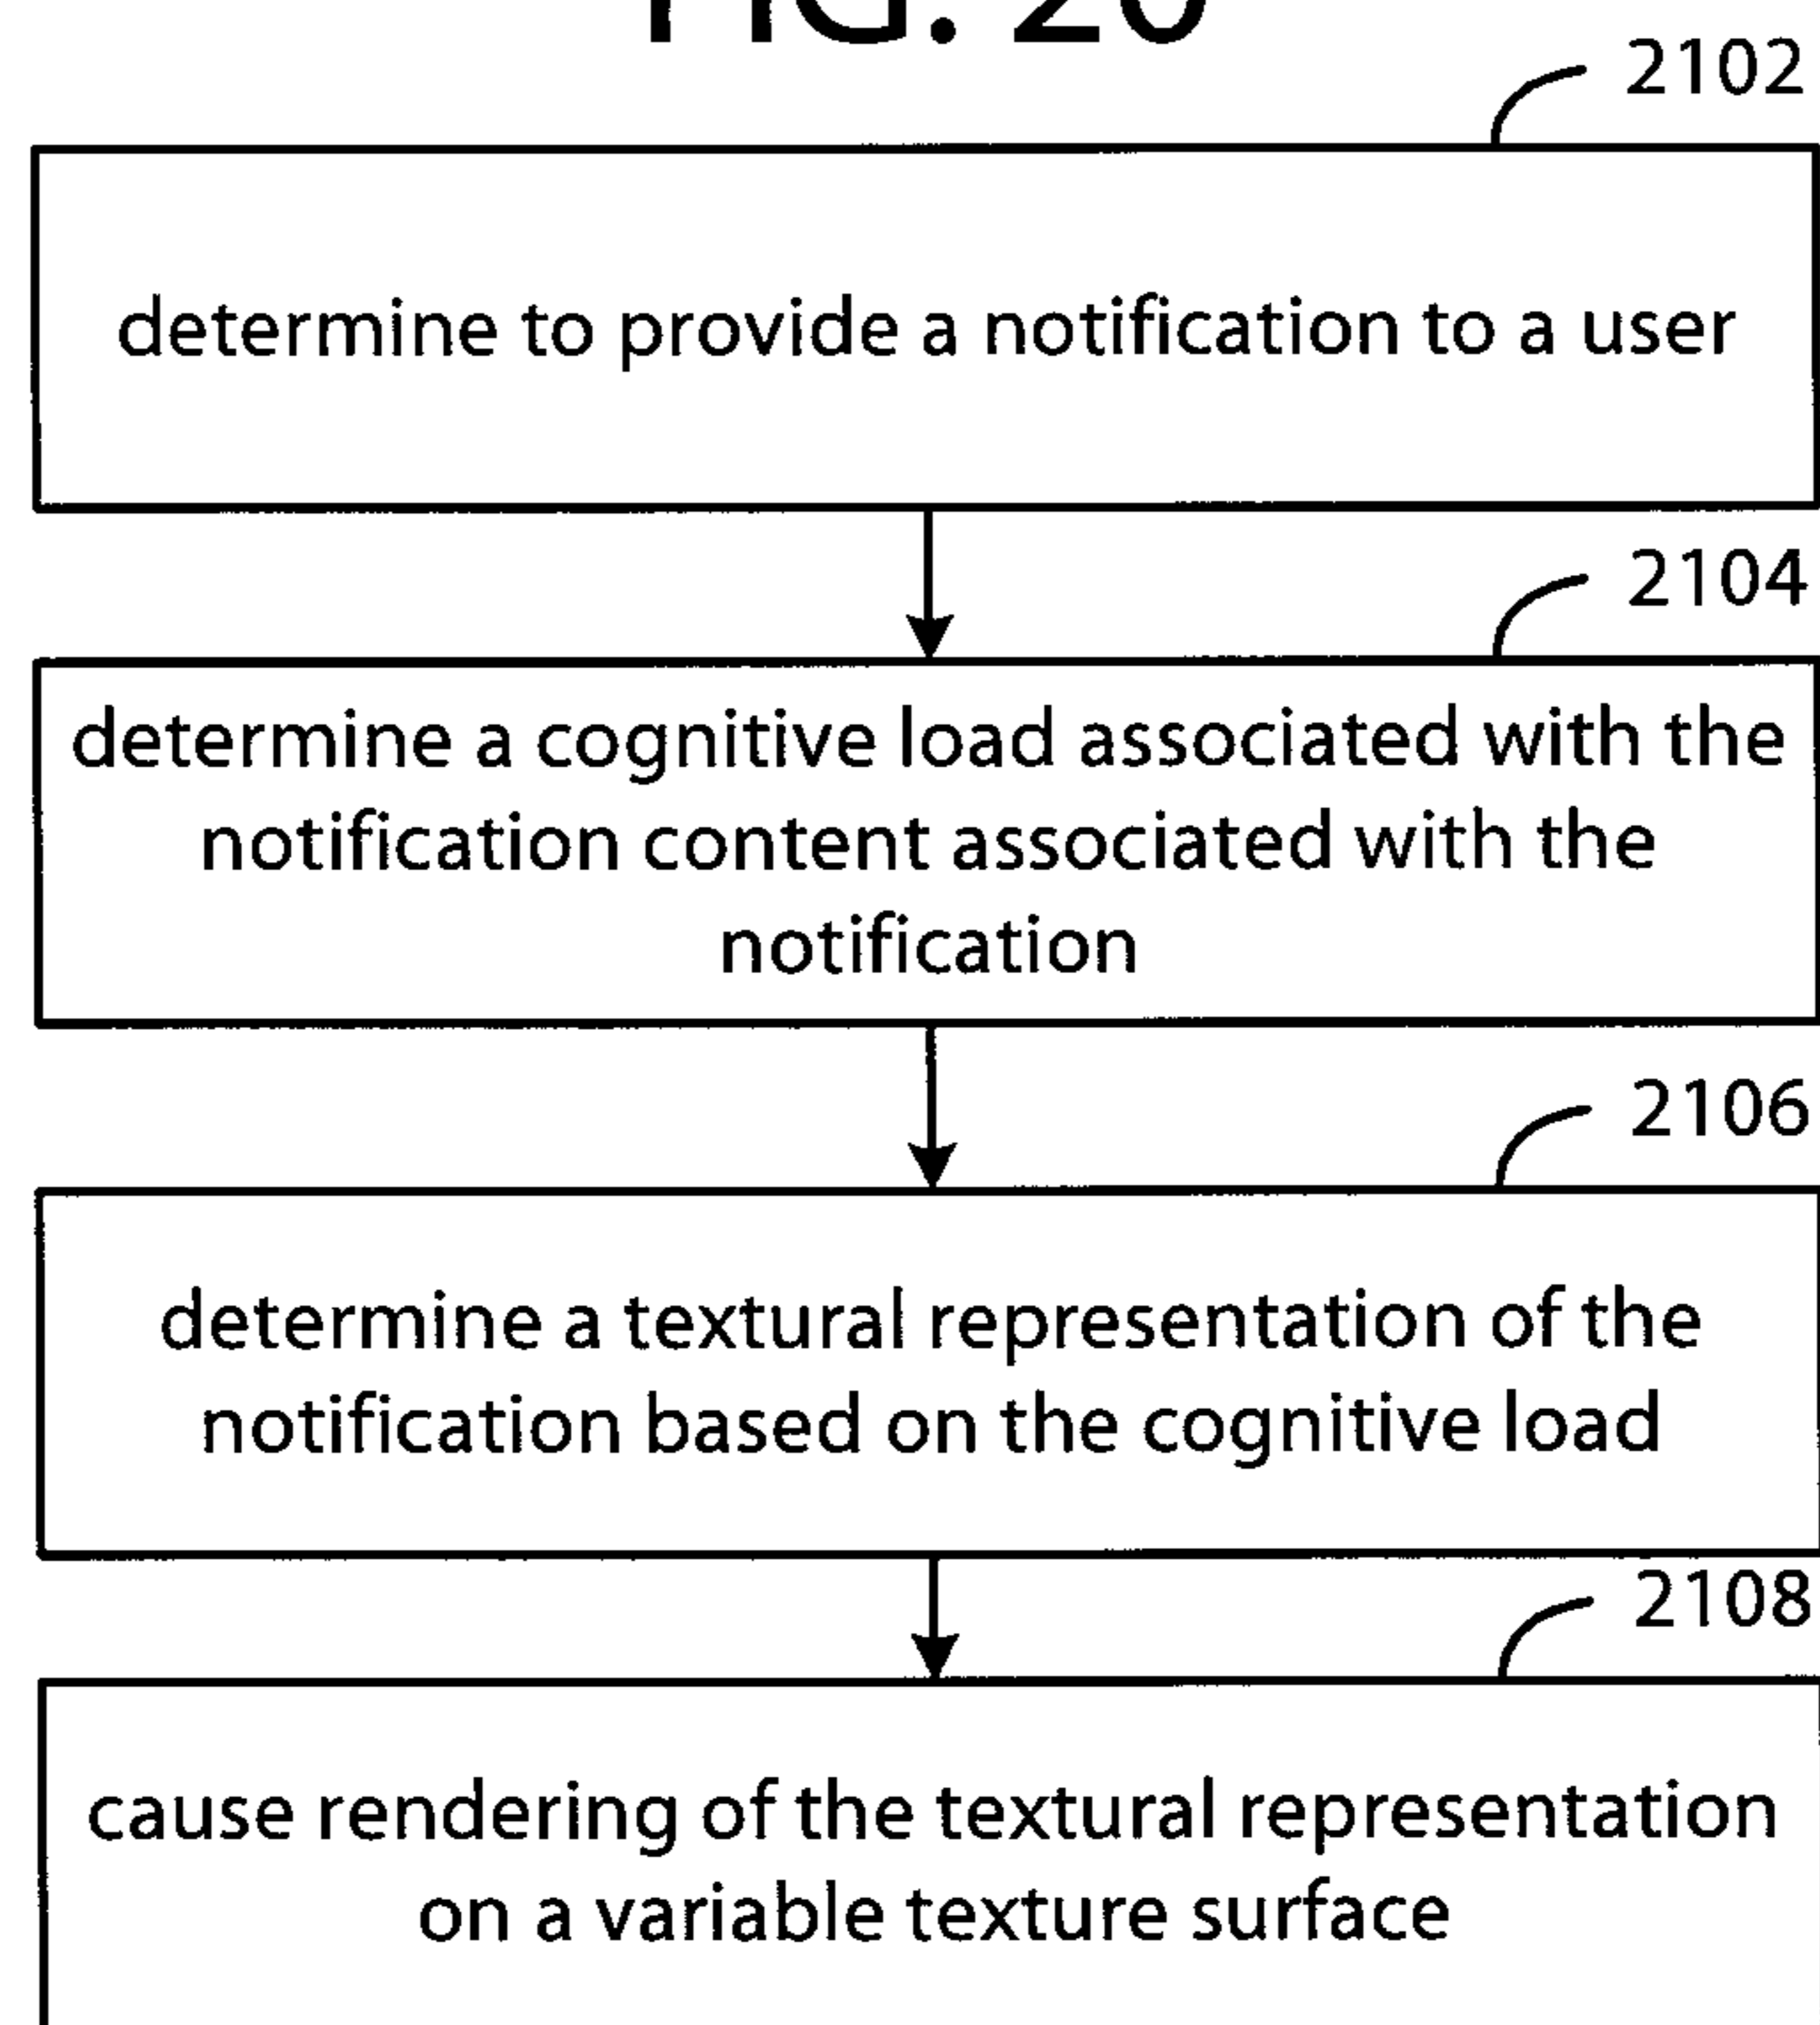 FIG. 20
2102
determine to provide a notification to a user
2104
determine a cognitive load associated with the
notification content associated with the
notification
2106
determine a textural representation of the
notification based on the cognitive load
2108
cause rendering of the textural representation
on a variable texture surface